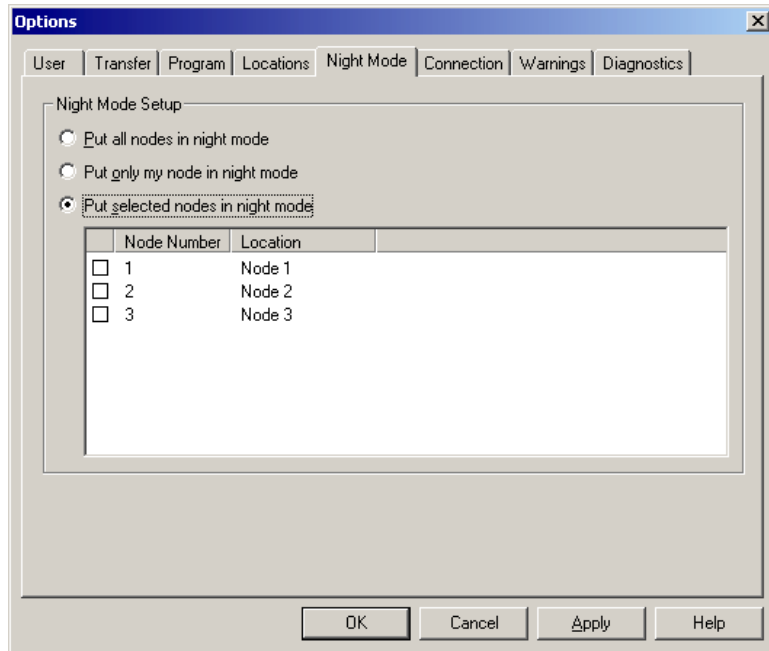 Options
User Transfer Program Locations Night Mode Connection Warnings Diagnostics
Night Mode Setup
Put all nodes in night mode
Put only my node in night mode
Put selected nodes in night mode
Node Number Location
1 Node 1
2 Node 2
3 Node 3
OK Cancel Apply Help